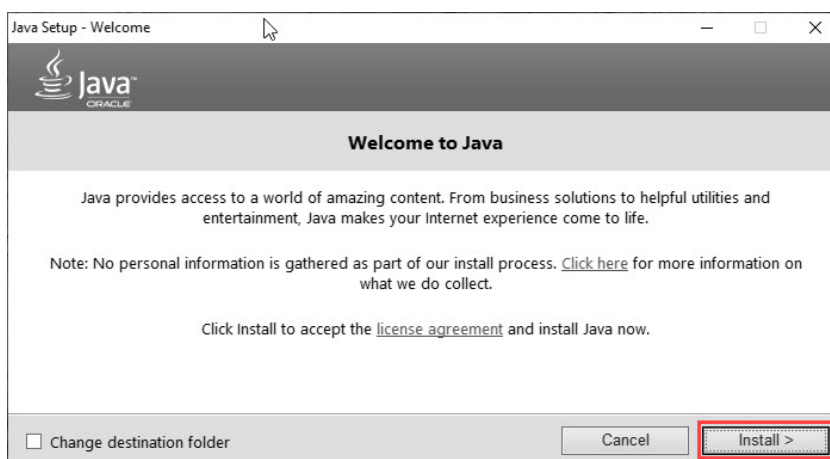 Java Setup - Welcome
Java™
ORACLE
Welcome to Java
Java provides access to a world of amazing content. From business solutions to helpful utilities and
entertainment, Java makes your Internet experience come to life.
Note: No personal information is gathered as part of our install process. Click here for more information on
what we do collect.
Click Install to accept the license agreement and install Java now.
Change destination folder
Cancel
Install >